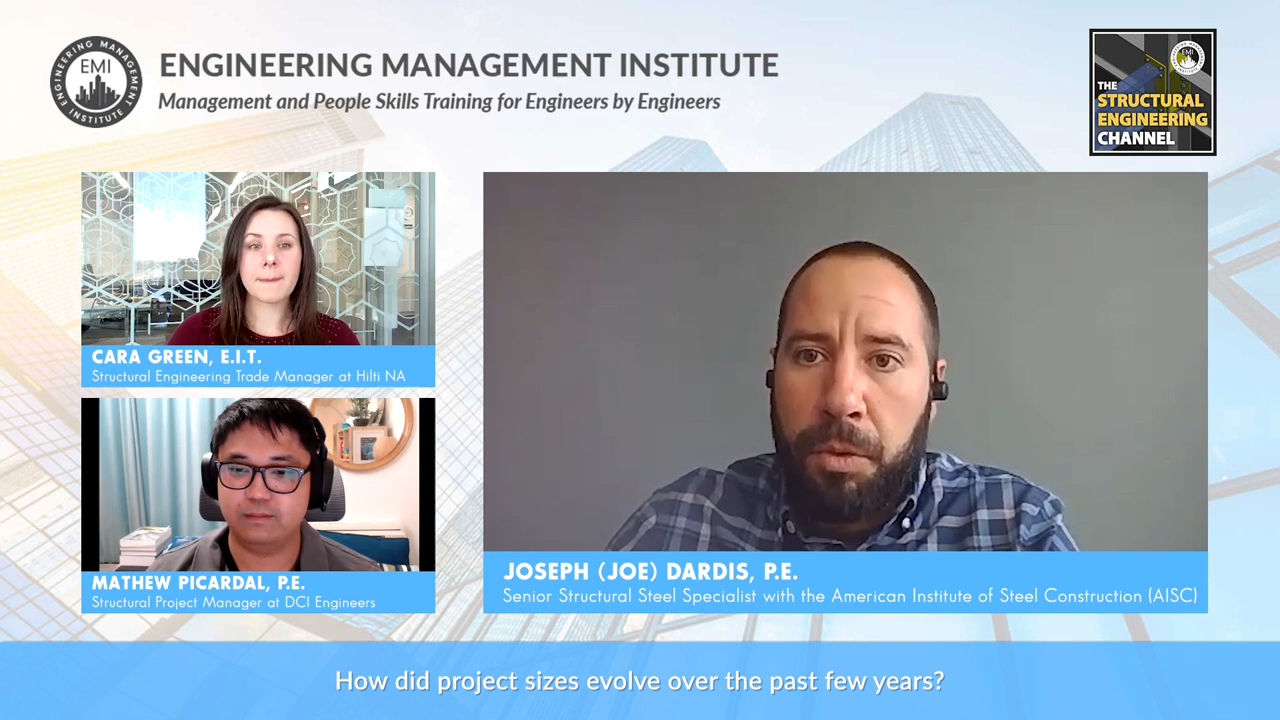 ENGINEERING MANAGEMENT INSTITUTE
EMI
ENGINEERING MANAGEMENT INSTITUTE
Management and People Skills Training for Engineers by Engineers
EMI
THE
STRUCTURAL
ENGINEERING
CHANNEL
CARA GREEN, E.I.T.
Structural Engineering Trade Manager at Hilti NA
MATHEW PICARDAL, P.E.
Structural Project Manager at DCI Engineers
JOSEPH (JOE) DARDIS, P.E.
Senior Structural Steel Specialist with the American Institute of Steel Construction (AISC)
How did project sizes evolve over the past few years?